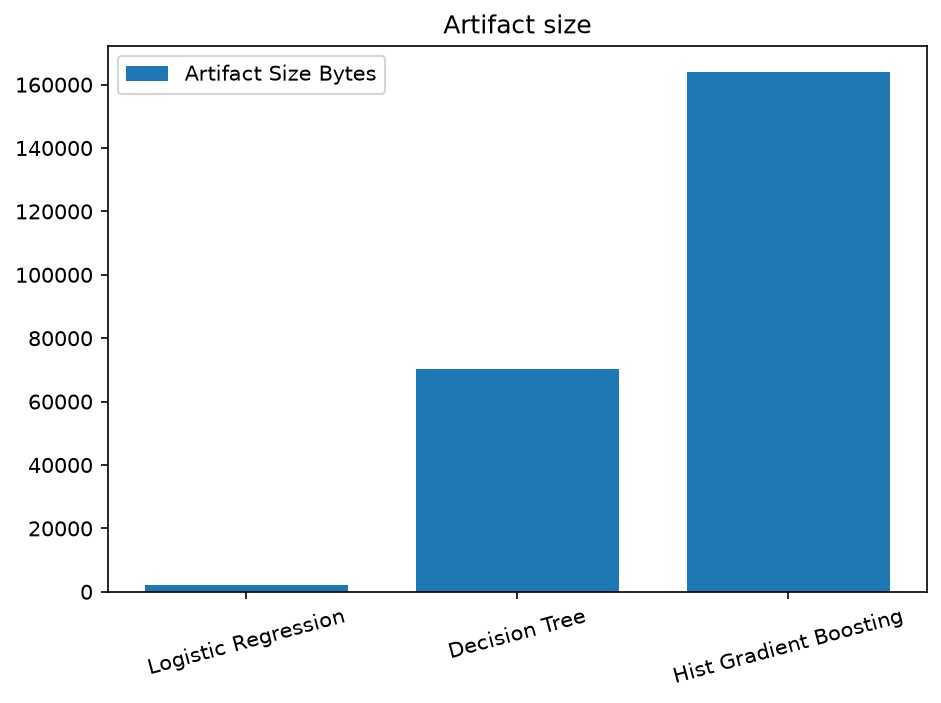 Artifact size
Artifact Size Bytes
160000
140000
120000
100000
80000
60000
40000
20000
0
Logistic Regression
Decision Tree
Hist Gradient Boosting